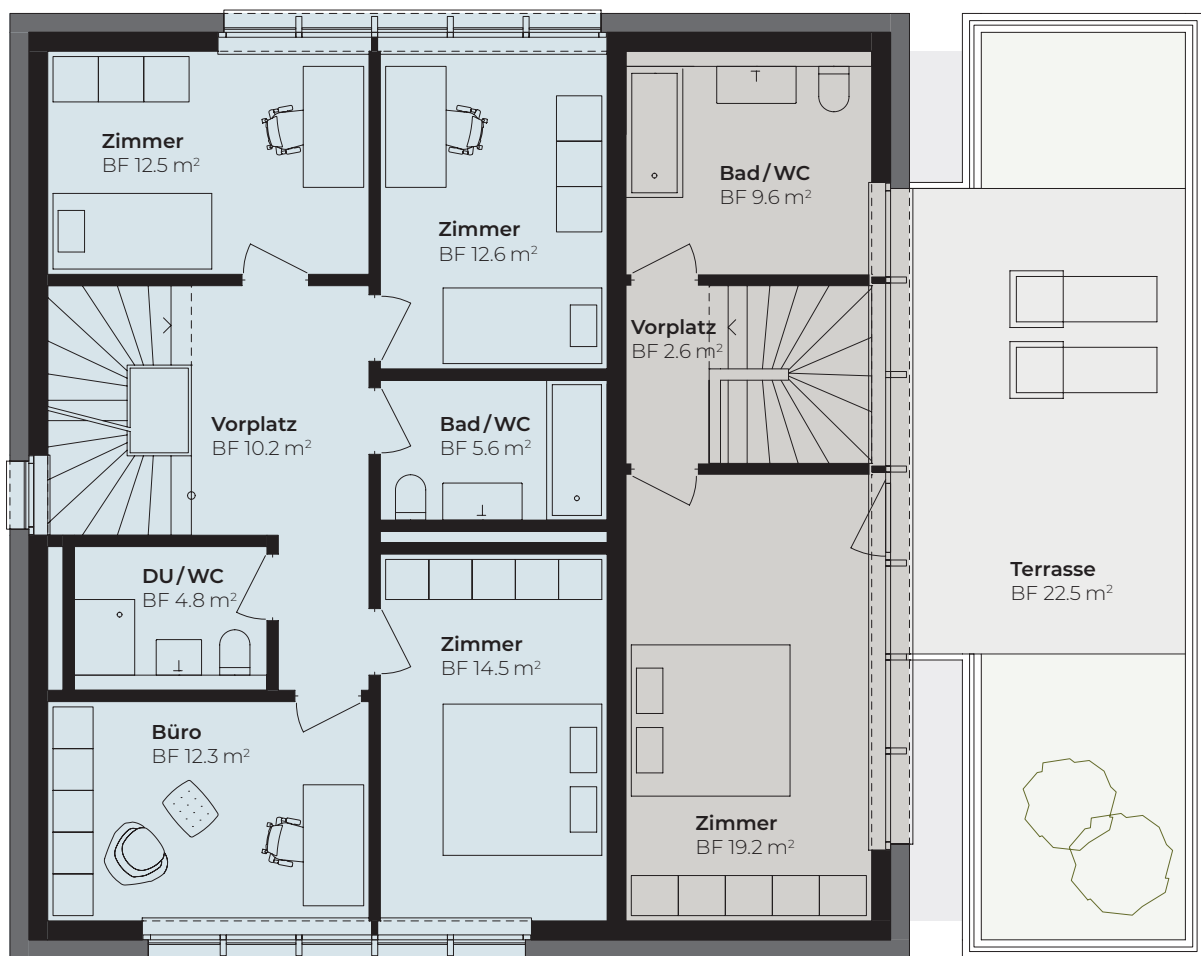 Zimmer
BF 12.5 m²
Zimmer
BF 12.6 m²
Bad/WC
BF 9.6 m²
Vorplatz
BF 2.6 m²
Vorplatz
BF 10.2 m²
Bad/WC
BF 5.6 m²
DU/WC
BF 4.8 m²
Zimmer
BF 14.5 m²
Terrasse
BF 22.5 m²
Büro
BF 12.3 m²
Zimmer
BF 19.2 m²